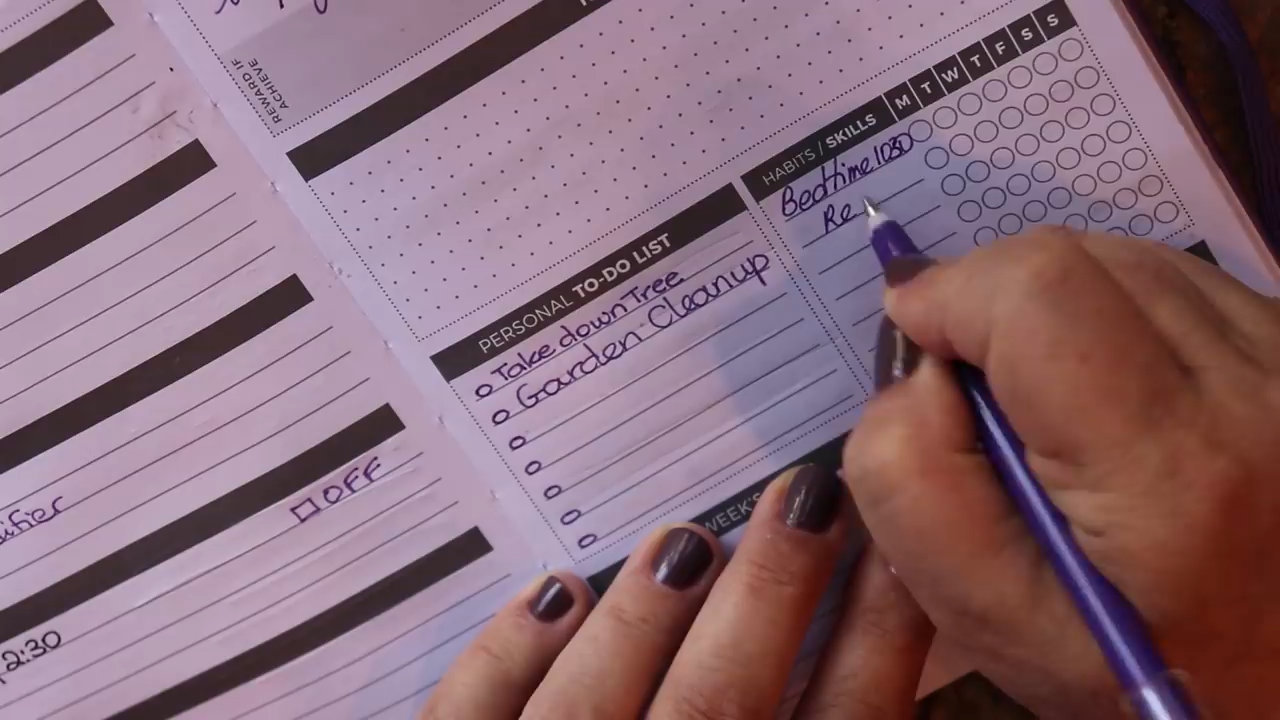 REWARD IF
ACHIEVE
HABITS / SKILLS M T W T F S S
Bedtime 1030
Re
PERSONAL TO-DO LIST
Take down Tree
Garden Cleanup
WEEK'S
OFF
2:30